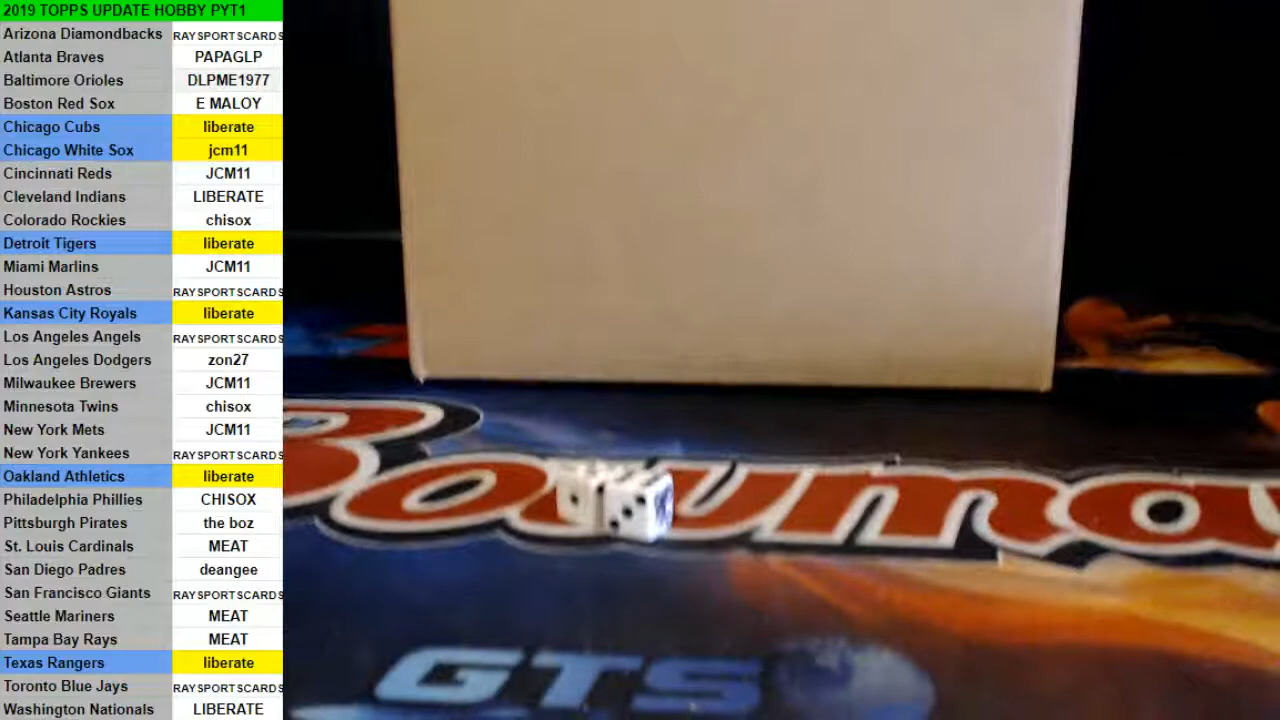 2019 TOPPS UPDATE HOBBY PYT1
Arizona Diamondbacks RAYSPORTSCARDS
Atlanta Braves PAPAGLP
Baltimore Orioles DLPME1977
Boston Red Sox E MALOY
Chicago Cubs liberate
Chicago White Sox jcm11
Cincinnati Reds JCM11
Cleveland Indians LIBERATE
Colorado Rockies chisox
Detroit Tigers liberate
Miami Marlins JCM11
Houston Astros RAYSPORTSCARDS
Kansas City Royals liberate
Los Angeles Angels RAYSPORTSCARDS
Los Angeles Dodgers zon27
Milwaukee Brewers JCM11
Minnesota Twins chisox
New York Mets JCM11
New York Yankees RAYSPORTSCARDS
Oakland Athletics liberate
Philadelphia Phillies CHISOX
Pittsburgh Pirates the boz
St. Louis Cardinals MEAT
San Diego Padres deangee
San Francisco Giants RAYSPORTSCARDS
Seattle Mariners MEAT
Tampa Bay Rays MEAT
Texas Rangers liberate
Toronto Blue Jays RAYSPORTSCARDS
Washington Nationals LIBERATE
Bowma
GTS